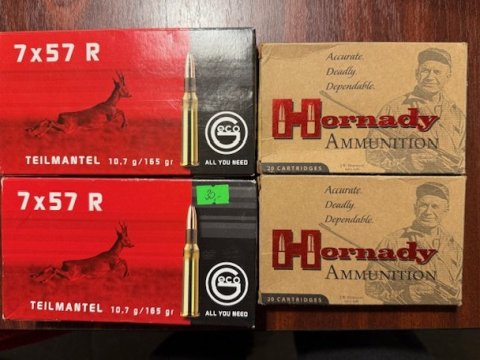 7x57 R
Geco
TEILMANTEL 10,7 g/165 gr
ALL YOU NEED
7x57 R
30,-
Geco
TEILMANTEL 10,7 g/165 gr
ALL YOU NEED
Accurate.
Deadly.
Dependable.
Hornady
AMMUNITION
20 CARTRIDGES
Accurate.
Deadly.
Dependable.
Hornady
AMMUNITION
20 CARTRIDGES